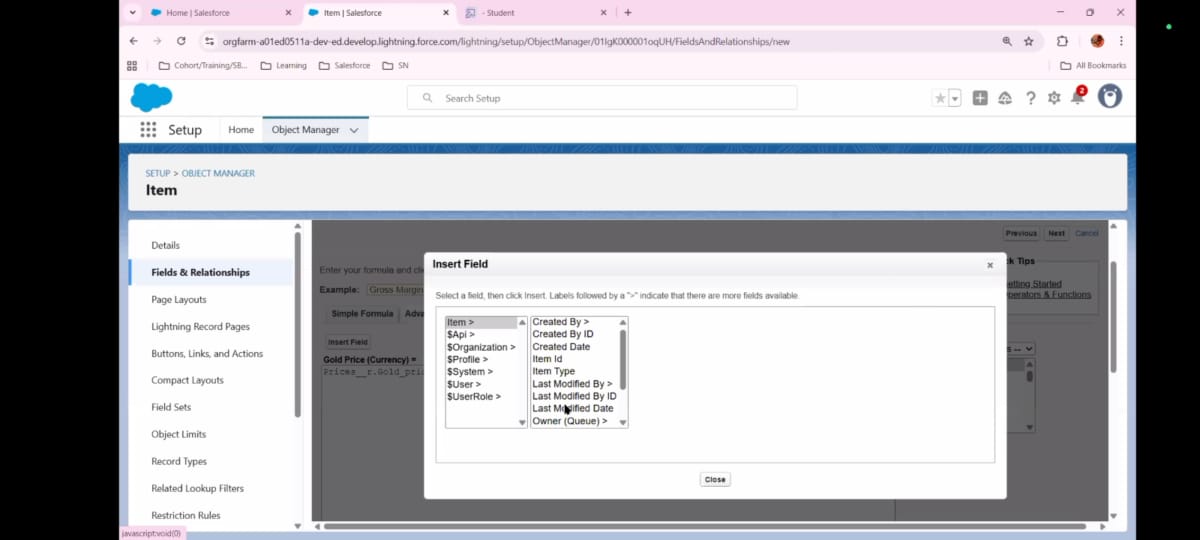 Home | Salesforce
Item | Salesforce
- Student
orgfarm-a01ed0511a-dev-ed.develop.lightning.force.com/lightning/setup/ObjectManager/01IgK000001oqUH/FieldsAndRelationships/new
Cohort/Training/SB...
Learning
Salesforce
SN
All Bookmarks
Search Setup
2
Setup
Home
Object Manager
SETUP > OBJECT MANAGER
Item
Details
Fields & Relationships
Page Layouts
Lightning Record Pages
Buttons, Links, and Actions
Compact Layouts
Field Sets
Object Limits
Record Types
Related Lookup Filters
Restriction Rules
Previous
Next
Cancel
Enter your formula and cli
Example:
Gross Margin
Simple Formula
Adva
Insert Field
Gold Price (Currency) =
Prices__r.Gold_pric
k Tips
etting Started
perators & Functions
Insert Field
Select a field, then click Insert. Labels followed by a ">" indicate that there are more fields available.
Item >
$Api >
$Organization >
$Profile >
$System >
$User >
$UserRole >
Created By >
Created By ID
Created Date
Item Id
Item Type
Last Modified By >
Last Modified By ID
Last Modified Date
Owner (Queue) >
Close
javascript:void(0)